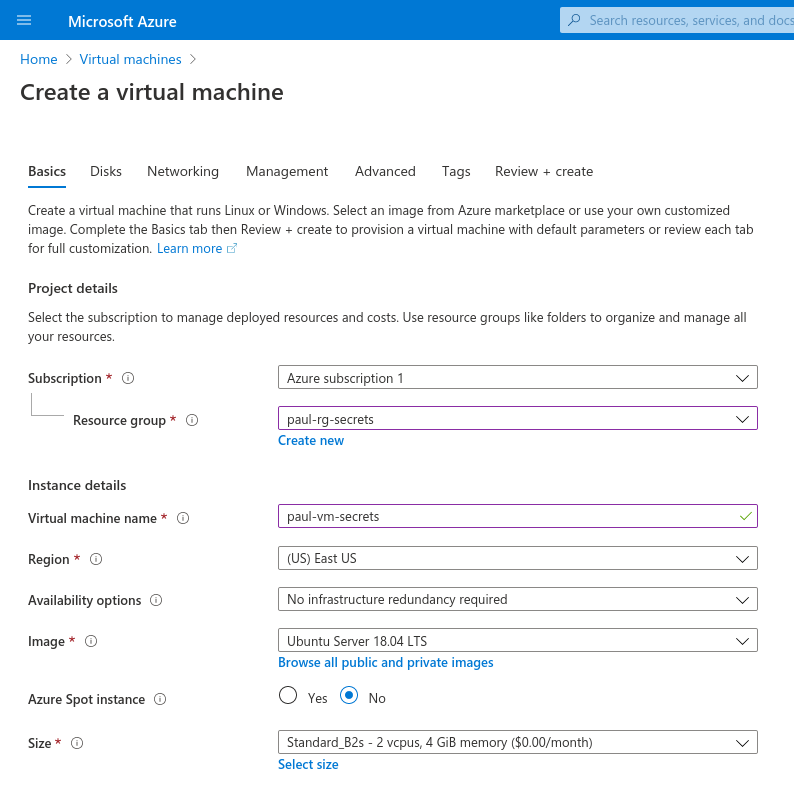 Microsoft Azure
Search resources, services, and docs
Home > Virtual machines >
Create a virtual machine
Basics Disks Networking Management Advanced Tags Review + create
Create a virtual machine that runs Linux or Windows. Select an image from Azure marketplace or use your own customized
image. Complete the Basics tab then Review + create to provision a virtual machine with default parameters or review each tab
for full customization. Learn more
Project details
Select the subscription to manage deployed resources and costs. Use resource groups like folders to organize and manage all
your resources.
Subscription * Azure subscription 1
Resource group * paul-rg-secrets
Create new
Instance details
Virtual machine name * paul-vm-secrets
Region * (US) East US
Availability options No infrastructure redundancy required
Image * Ubuntu Server 18.04 LTS
Browse all public and private images
Azure Spot instance Yes No
Size * Standard_B2s - 2 vcpus, 4 GiB memory ($0.00/month)
Select size